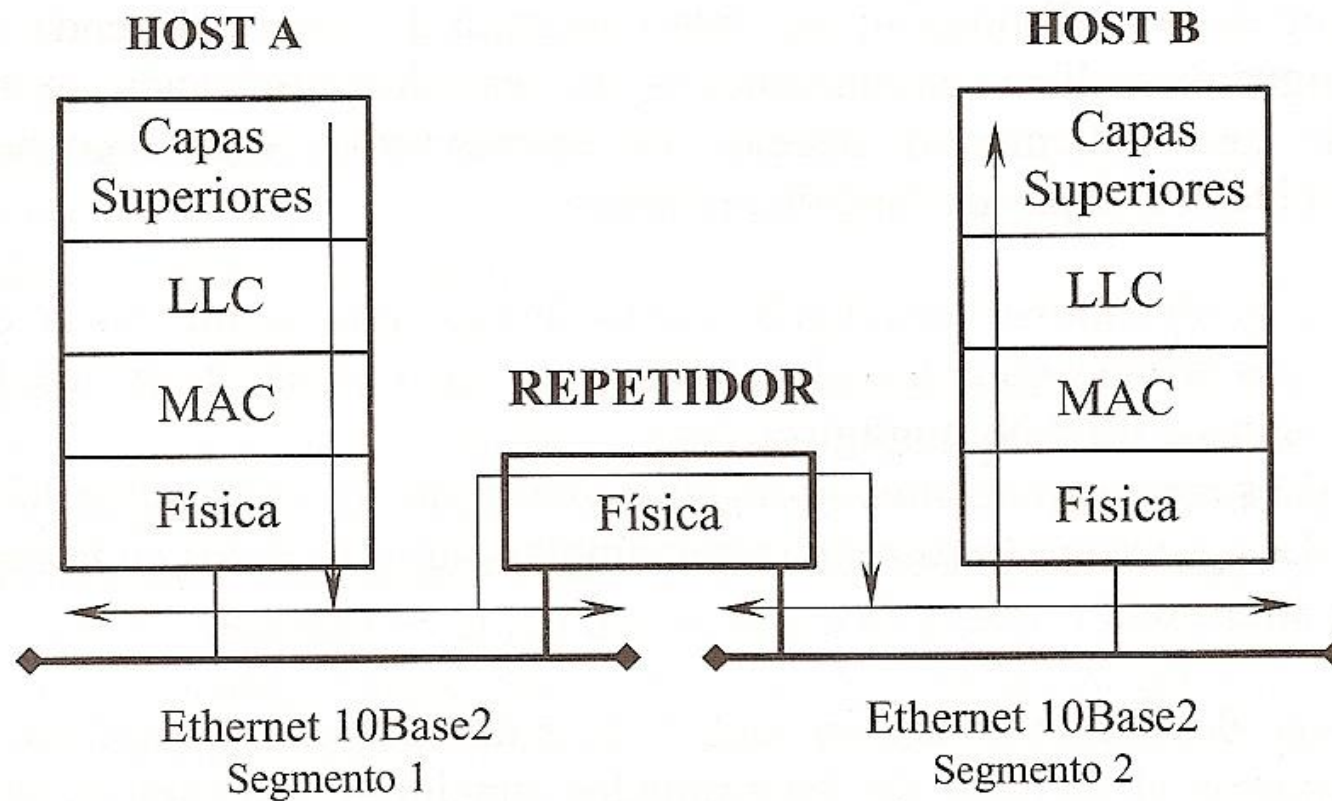 HOST A
HOST B
Capas
Superiores
LLC
MAC
Física
REPETIDOR
Física
Capas
Superiores
LLC
MAC
Física
Ethernet 10Base2
Segmento 1
Ethernet 10Base2
Segmento 2